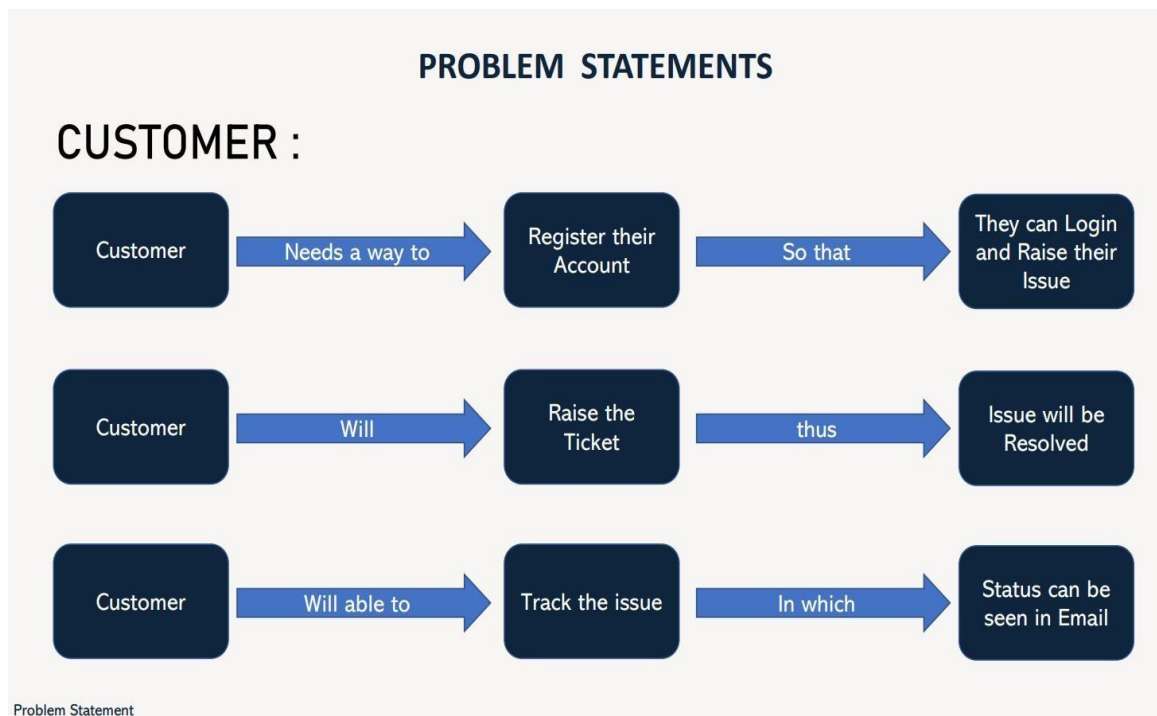 PROBLEM STATEMENTS
CUSTOMER :
Customer
Needs a way to
Register their
Account
So that
They can Login
and Raise their
Issue
Customer
Will
Raise the
Ticket
thus
Issue will be
Resolved
Customer
Will able to
Track the issue
In which
Status can be
seen in Email
Problem Statement